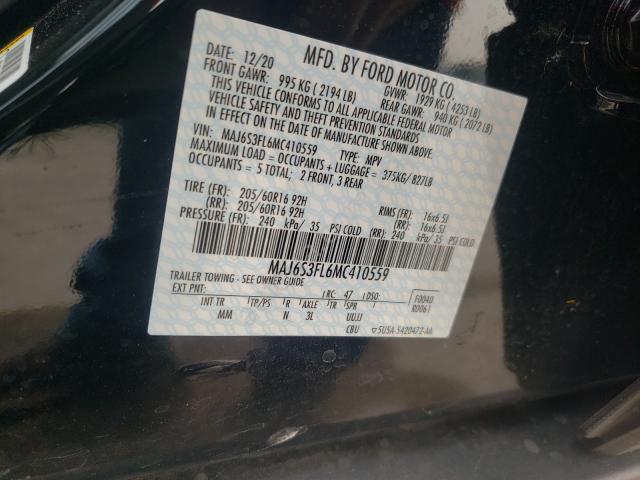 MFD. BY FORD MOTOR CO.
DATE: 12/20
GVWR: 1929 KG (4253 LB)
FRONT GAWR: 995 KG (2194 LB)
REAR GAWR: 940 KG (2072 LB)
THIS VEHICLE CONFORMS TO ALL APPLICABLE FEDERAL MOTOR
VEHICLE SAFETY AND THEFT PREVENTION STANDARDS
IN EFFECT ON THE DATE OF MANUFACTURE SHOWN ABOVE.
VIN: MAJ6S3FL6MC410559
TYPE: MPV
MAXIMUM LOAD = OCCUPANTS + LUGGAGE = 375KG/ 827LB
OCCUPANTS = 5 TOTAL; 2 FRONT, 3 REAR
TIRE (FR): 205/60R16 92H RIMS (FR): 16x6.5J
(RR): 205/60R16 92H (RR): 16x6.5J
PRESSURE (FR): 240 kPa/ 35 PSI COLD (RR): 240 kPa/ 35 PSI COLD
MAJ6S3FL6MC410559
TRAILER TOWING - SEE OWNER GUIDE
EXT PNT: RC: 47 DSO: F0040
R0061
INT TR TP/PS R AXLE TR SPR
MM N 3L UUJJ
CBU SU5A-5420472-AA